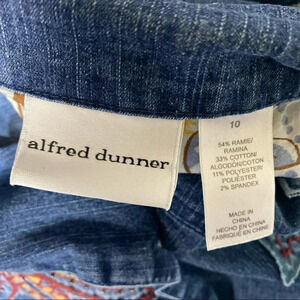 alfred dunner
10
54% RAMIE/
RAMINA
33% COTTON/
ALGODÓN/COTON
11% POLYESTER/
POLIÉSTER
2% SPANDEX
MADE IN
CHINA
HECHO EN CHINA
FABRIQUÉ EN CHINE